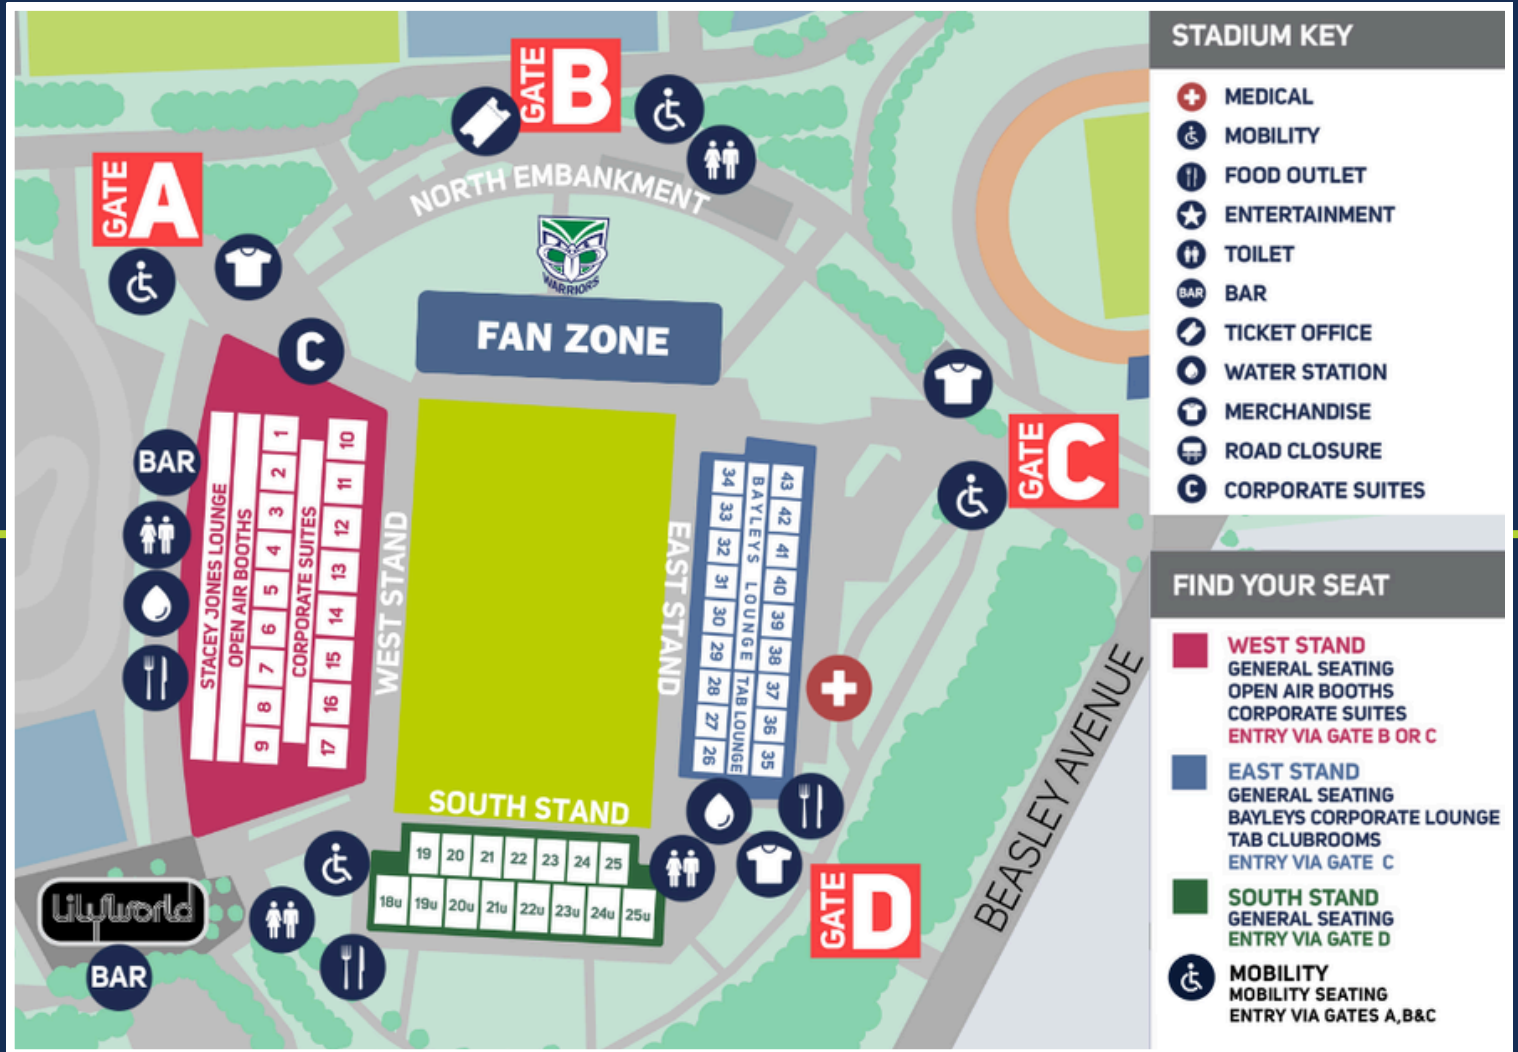 GATE B
GATE A
NORTH EMBANKMENT
WARRIORS
FAN ZONE
C
GATE C
BAR
STACEY JONES LOUNGE
OPEN AIR BOOTHS
1
2
3
4
5
6
7
8
9
CORPORATE SUITES
10
11
12
13
14
15
16
17
WEST STAND
EAST STAND
34
33
32
31
30
29
28
27
26
BAYLEYS LOUNGE
TAB LOUNGE
43
42
41
40
39
38
37
36
35
SOUTH STAND
19 20 21 22 23 24 25
18u 19u 20u 21u 22u 23u 24u 25u
GATE D
BEASLEY AVENUE
Lilyworld
BAR
STADIUM KEY
MEDICAL
MOBILITY
FOOD OUTLET
ENTERTAINMENT
TOILET
BAR BAR
TICKET OFFICE
WATER STATION
MERCHANDISE
ROAD CLOSURE
C CORPORATE SUITES
FIND YOUR SEAT
WEST STAND
GENERAL SEATING
OPEN AIR BOOTHS
CORPORATE SUITES
ENTRY VIA GATE B OR C
EAST STAND
GENERAL SEATING
BAYLEYS CORPORATE LOUNGE
TAB CLUBROOMS
ENTRY VIA GATE C
SOUTH STAND
GENERAL SEATING
ENTRY VIA GATE D
MOBILITY
MOBILITY SEATING
ENTRY VIA GATES A,B&C